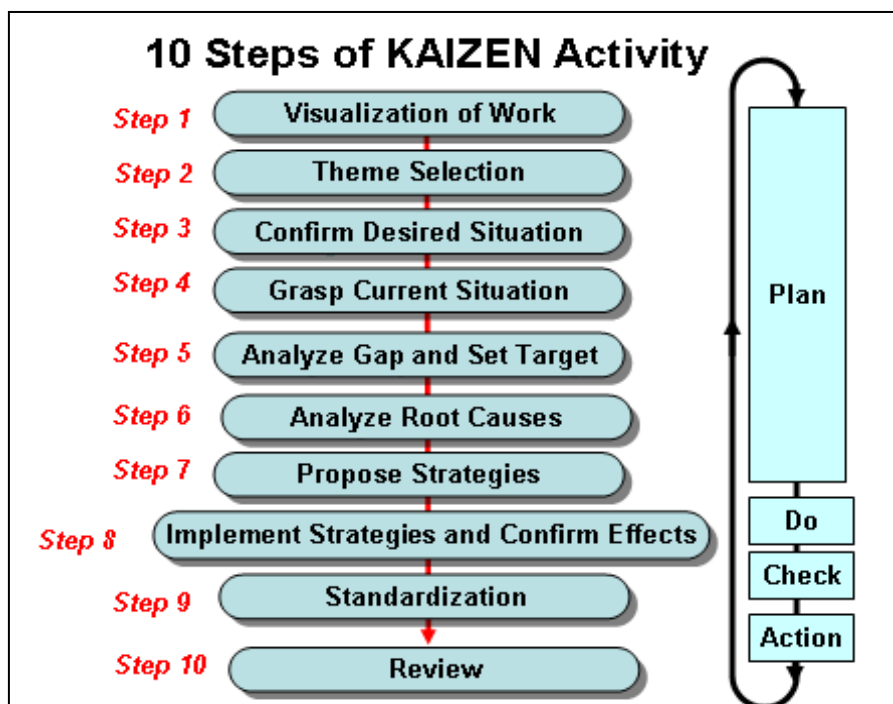 10 Steps of KAIZEN Activity
Step 1
Visualization of Work
Step 2
Theme Selection
Step 3
Confirm Desired Situation
Step 4
Grasp Current Situation
Step 5
Analyze Gap and Set Target
Step 6
Analyze Root Causes
Step 7
Propose Strategies
Step 8
Implement Strategies and Confirm Effects
Step 9
Standardization
Step 10
Review
Plan
Do
Check
Action